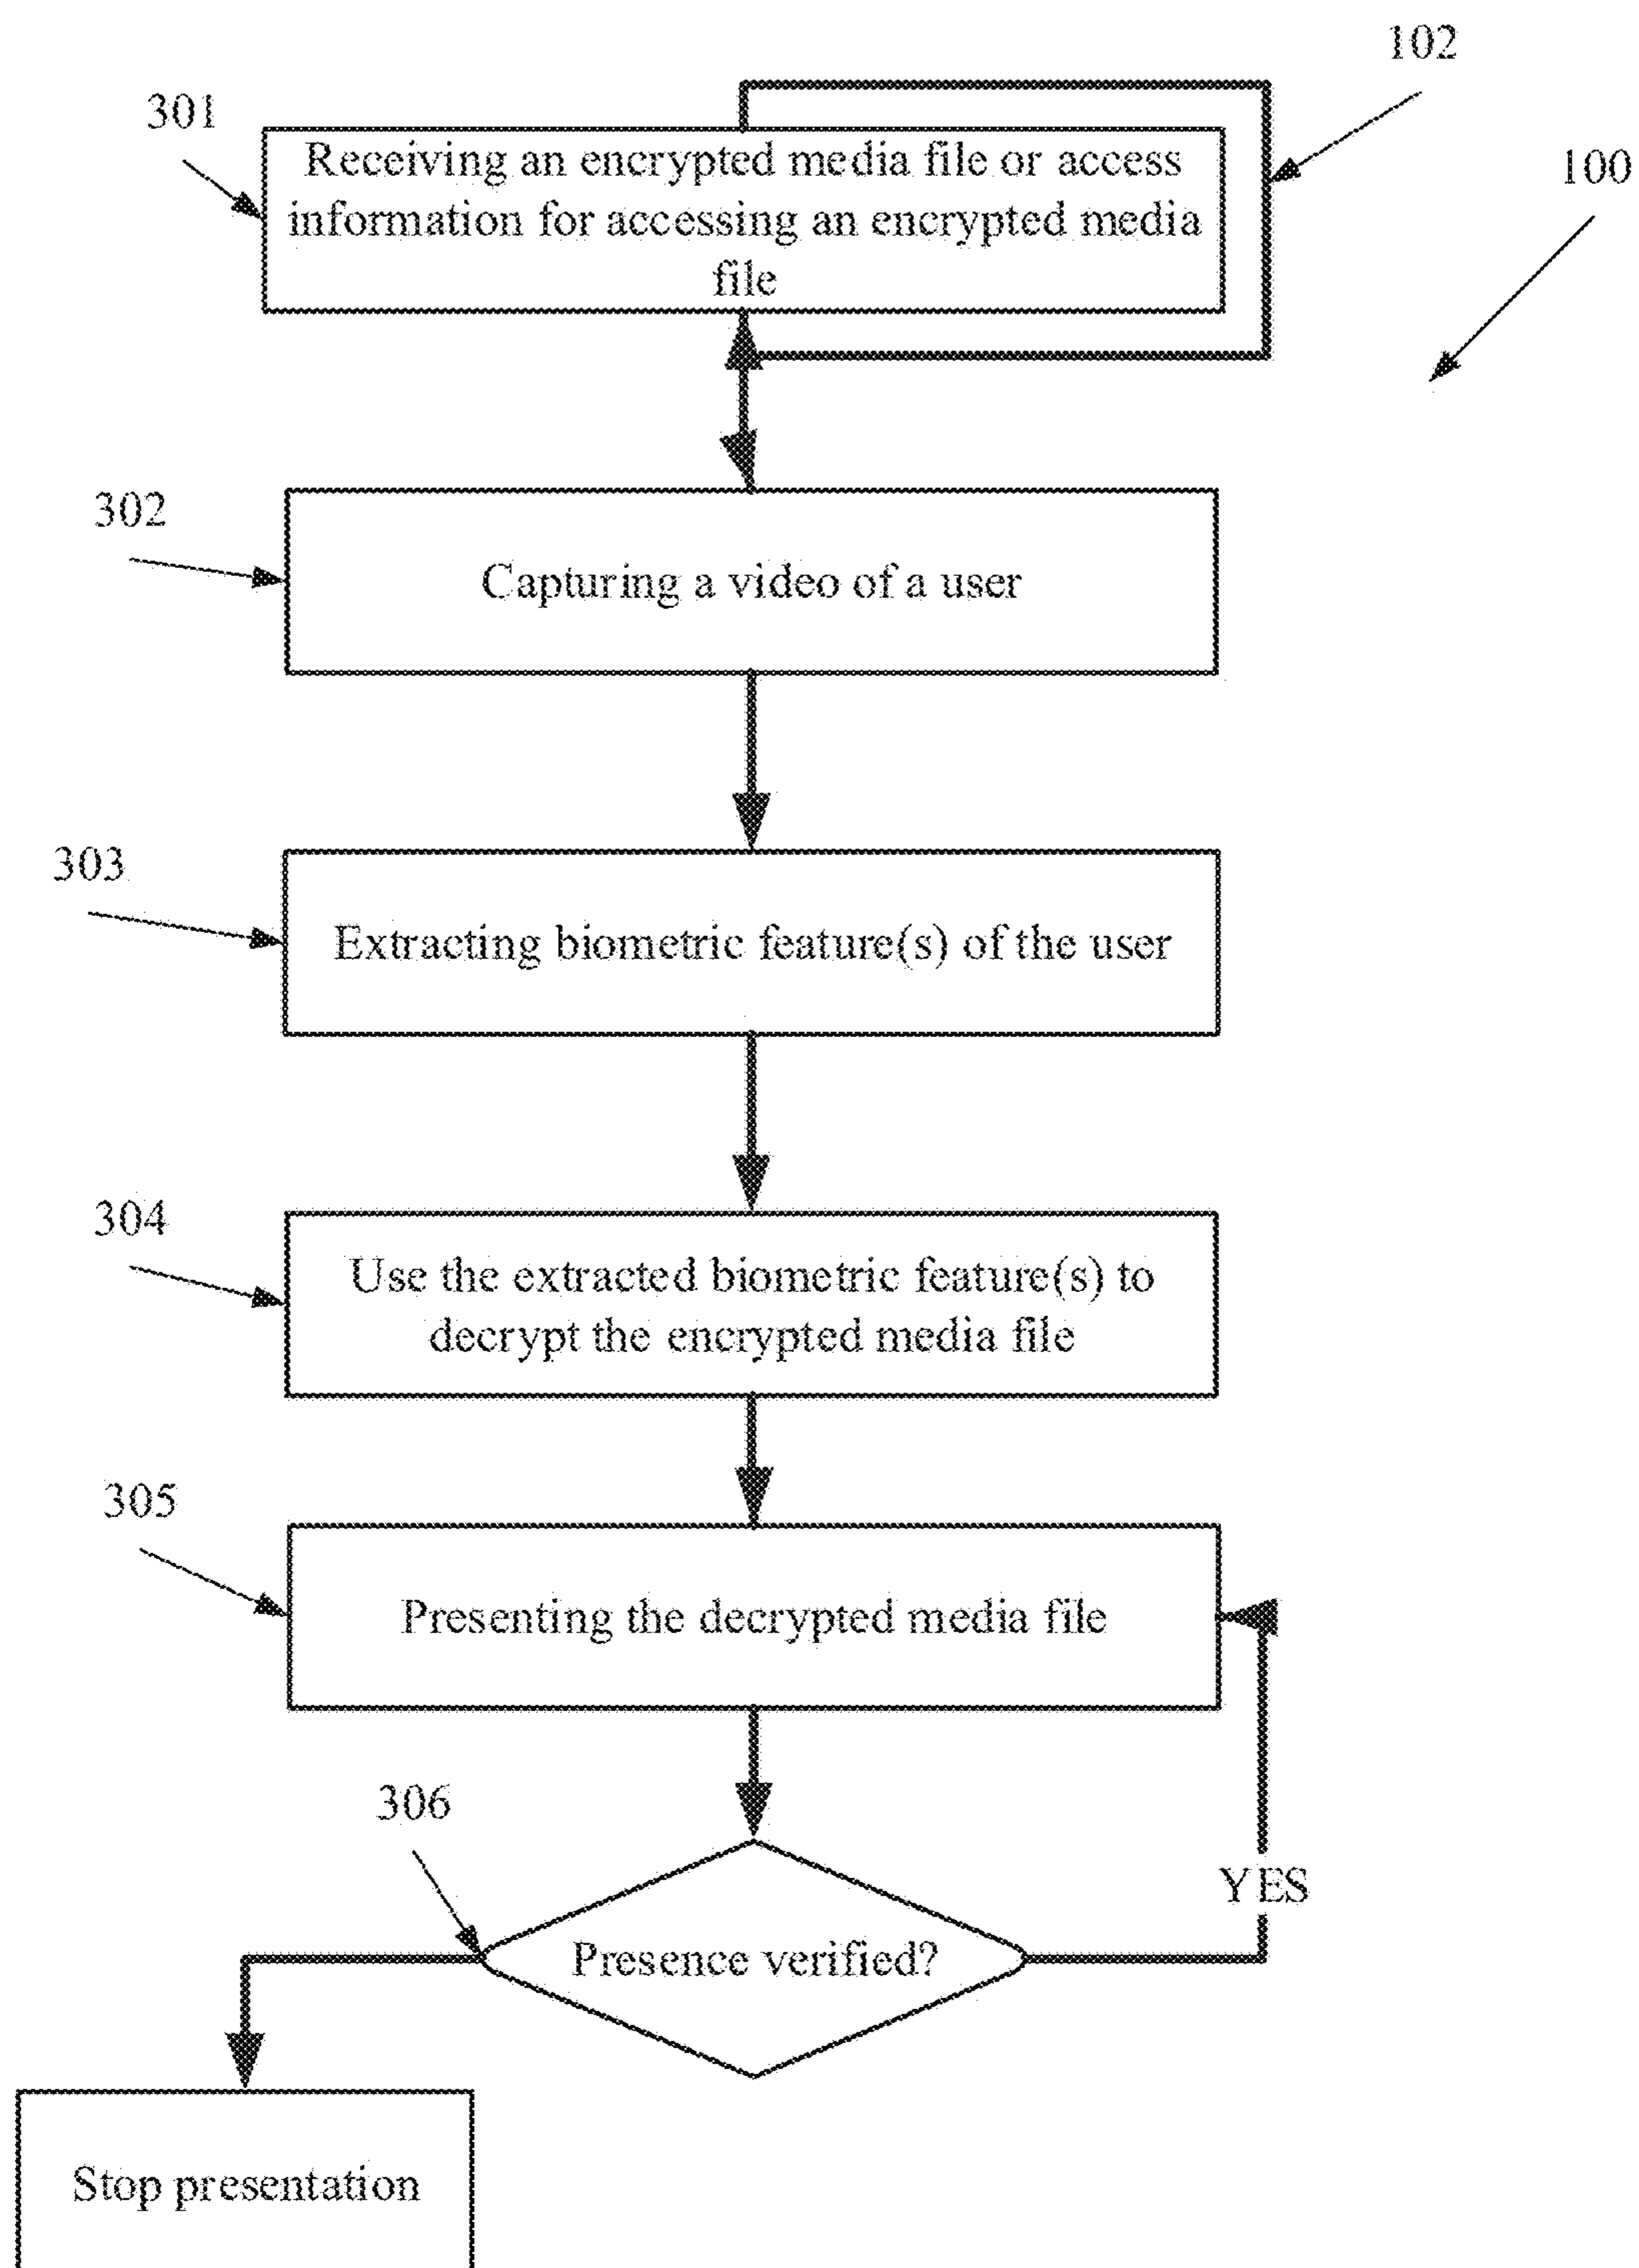 102
301
100
Receiving an encrypted media file or access
information for accessing an encrypted media
file
302
Capturing a video of a user
303
Extracting biometric feature(s) of the user
304
Use the extracted biometric feature(s) to
decrypt the encrypted media file
305
Presenting the decrypted media file
306
YES
Presence verified?
Stop presentation